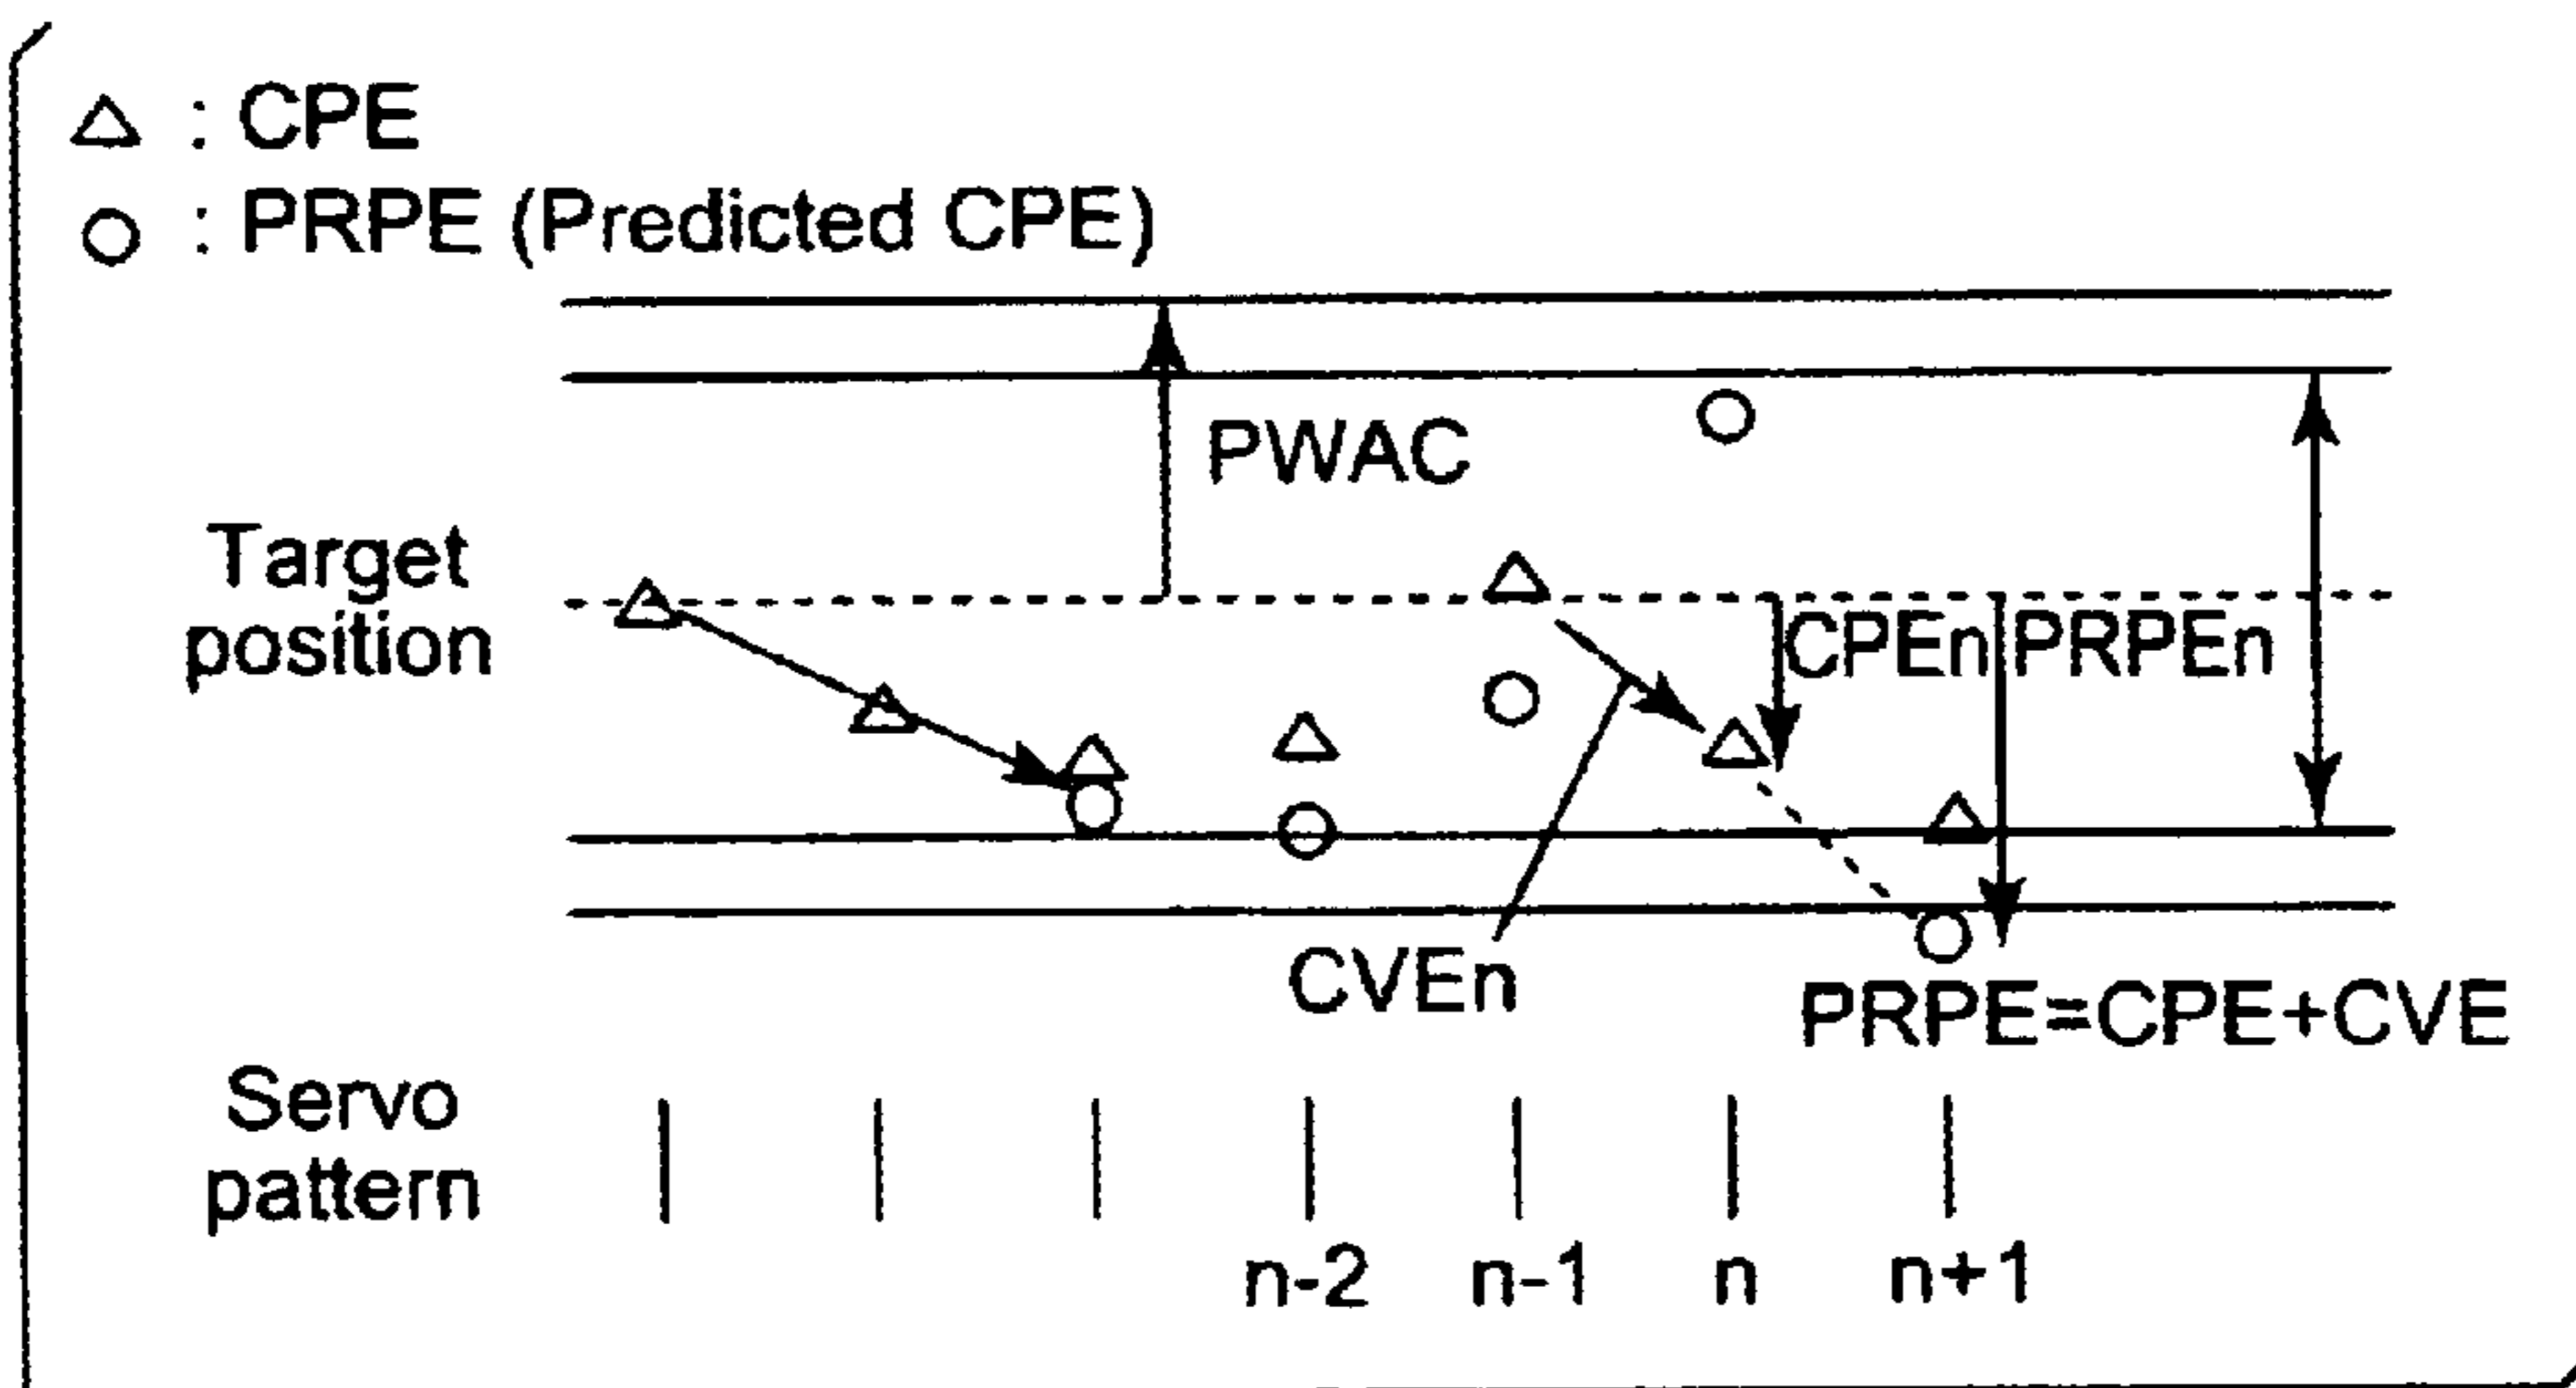 △ : CPE
○ : PRPE (Predicted CPE)
PWAC
Target
position
CPEn
PRPEn
CVEn
PRPE=CPE+CVE
Servo
pattern
n-2
n-1
n
n+1